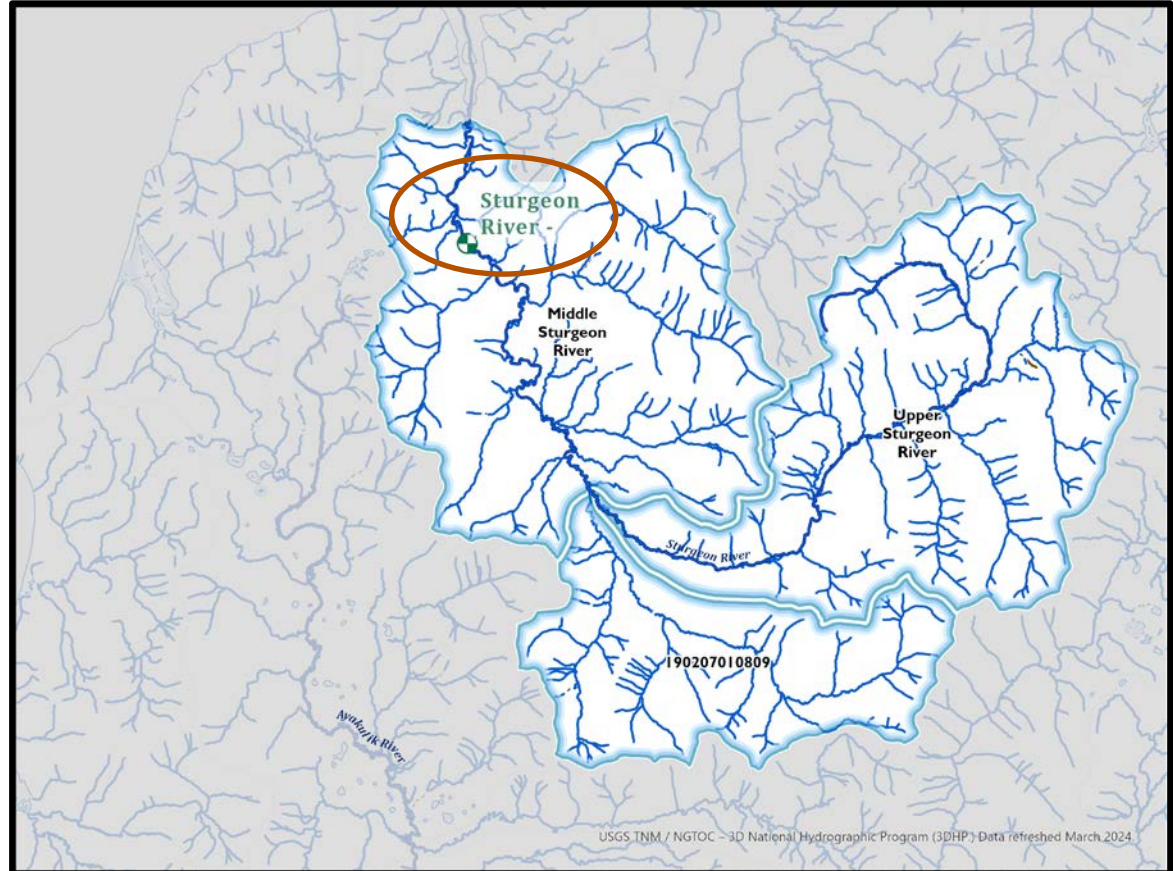 Sturgeon
River -
Middle
Sturgeon
River
Upper
Sturgeon
River
Sturgeon River
190207010809
Ayakulik River
USGS TNM / NGTOC – 3D National Hydrographic Program (3DHP.) Data refreshed March 2024.